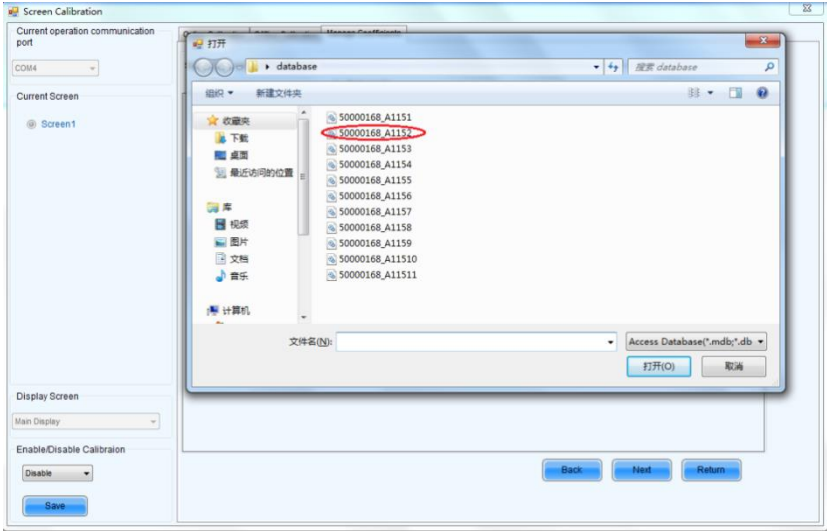 Screen Calibration
Current operation communication
port
COM4
Current Screen
Screen1
Manage Coefficients
打开
database
搜索 database
组织
新建文件夹
收藏夹
下载
桌面
最近访问的位置
库
视频
图片
文档
音乐
计算机
50000168_A1151
50000168_A1152
50000168_A1153
50000168_A1154
50000168_A1155
50000168_A1156
50000168_A1157
50000168_A1158
50000168_A1159
50000168_A11510
50000168_A11511
文件名(N):
Access Database(*.mdb;*.db
打开(O)
取消
Display Screen
Main Display
Enable/Disable Calibraion
Disable
Save
Back
Next
Return